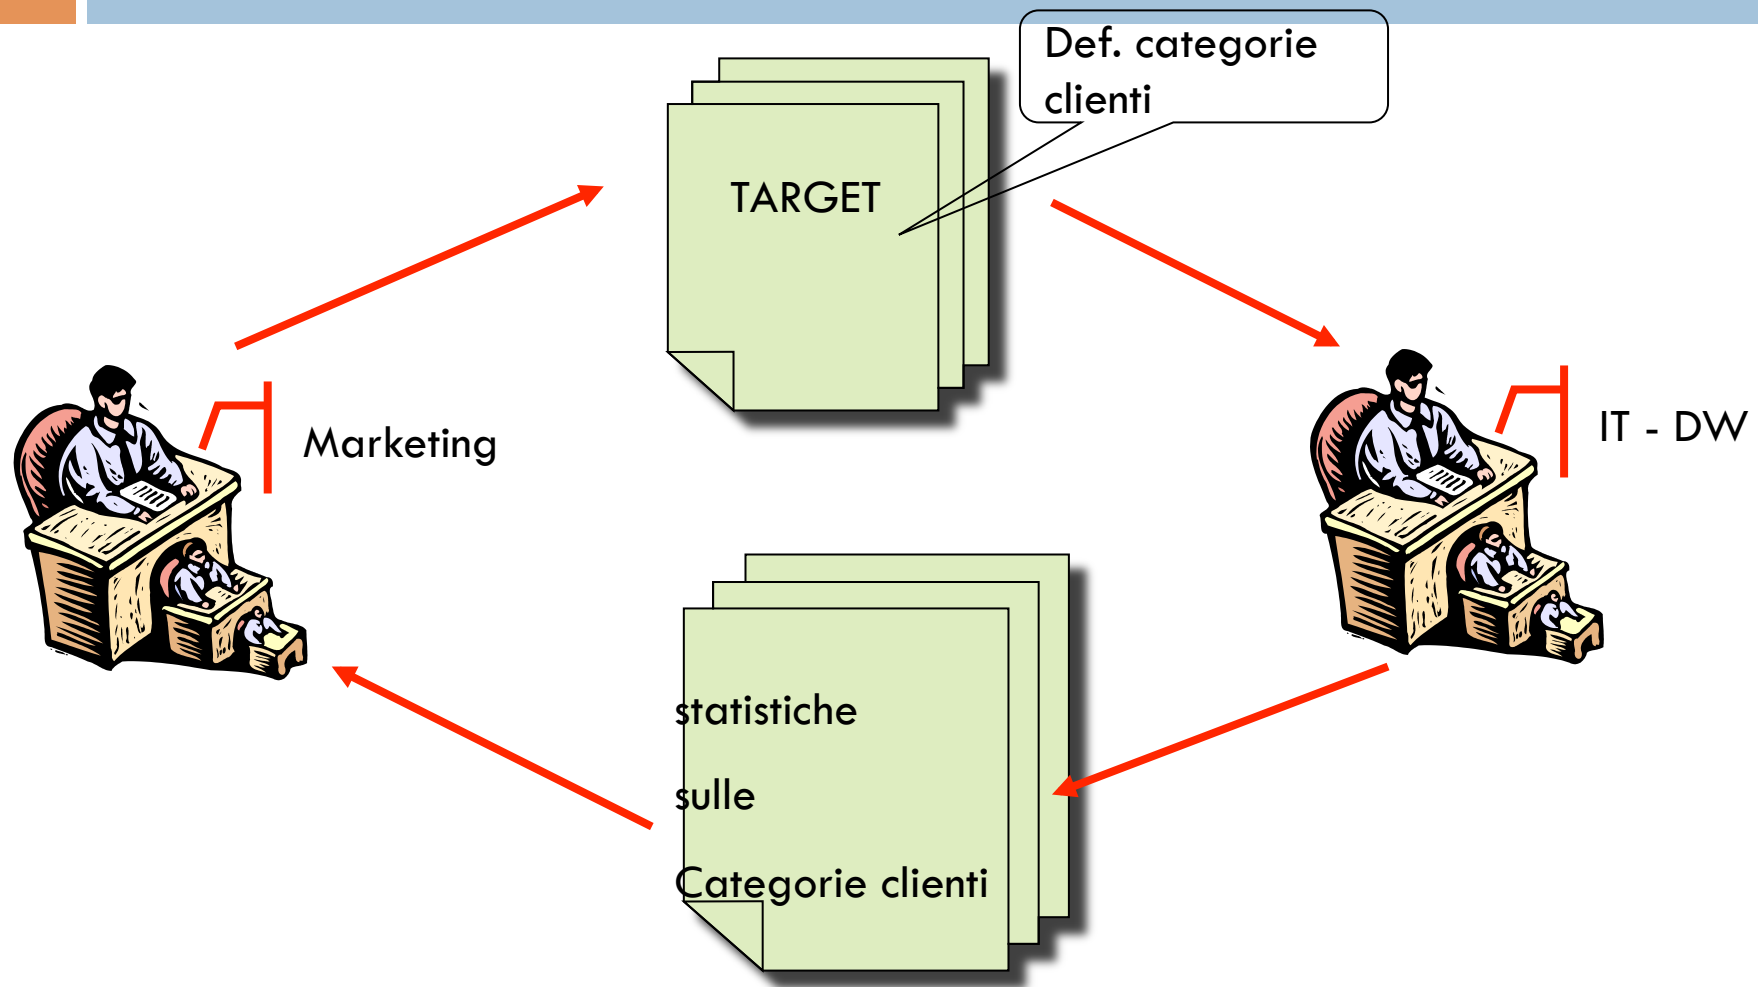 Def. categorie
clienti
TARGET
Marketing
IT - DW
statistiche
sulle
Categorie clienti